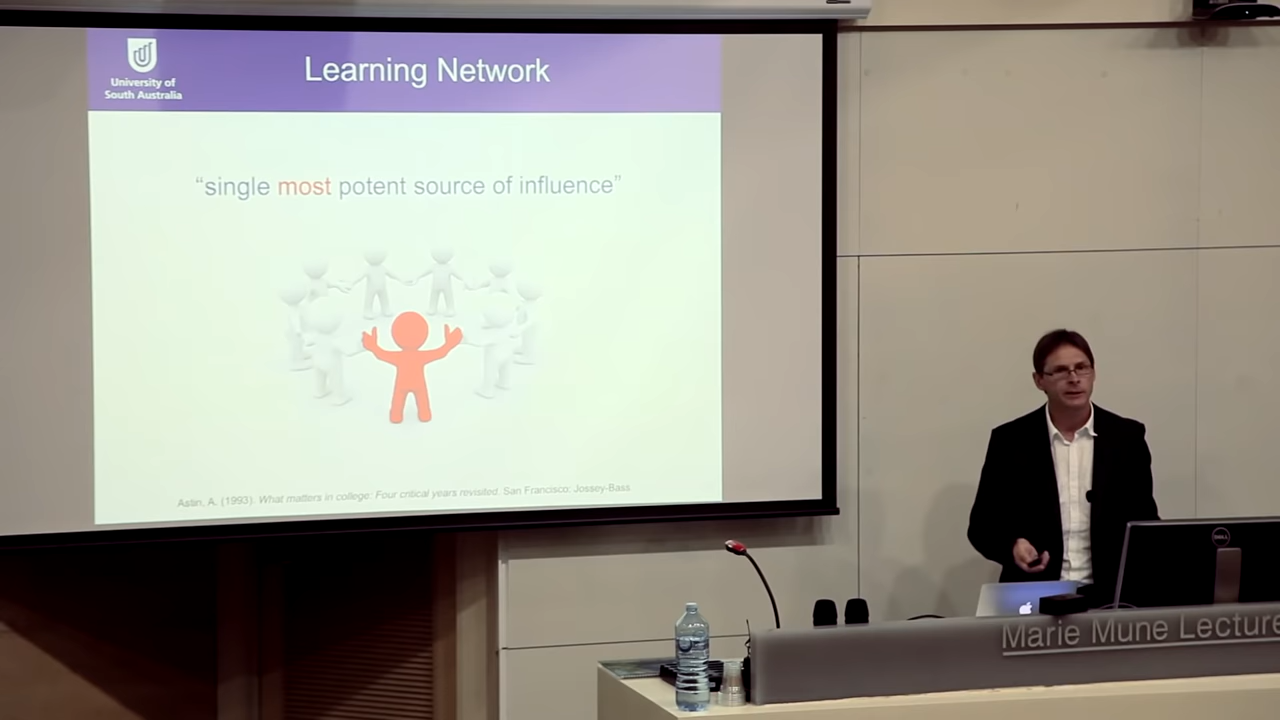 University of
South Australia
Learning Network
“single most potent source of influence”
Astin, A. (1993). What matters in college: Four critical years revisited. San Francisco: Jossey-Bass
DELL
Marie Mune Lecture